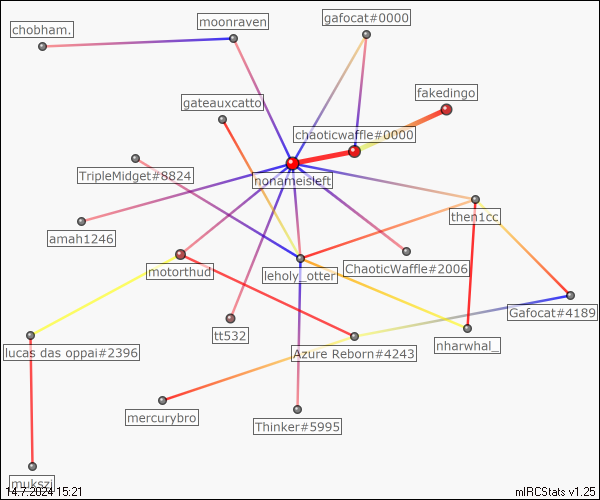 gafocat#0000
moonraven
chobham.
fakedingo
gateauxcatto
chaoticwaffle#0000
TripleMidget#8824
nonameisleft
then1cc
amah1246
motorthud
leholy_otter
ChaoticWaffle#2006
Gafocat#4189
tt532
lucas das oppai#2396
Azure Reborn#4243
nharwhal_
mercurybro
Thinker#5995
mukszi
14.7.2024 15:21
mIRCStats v1.25